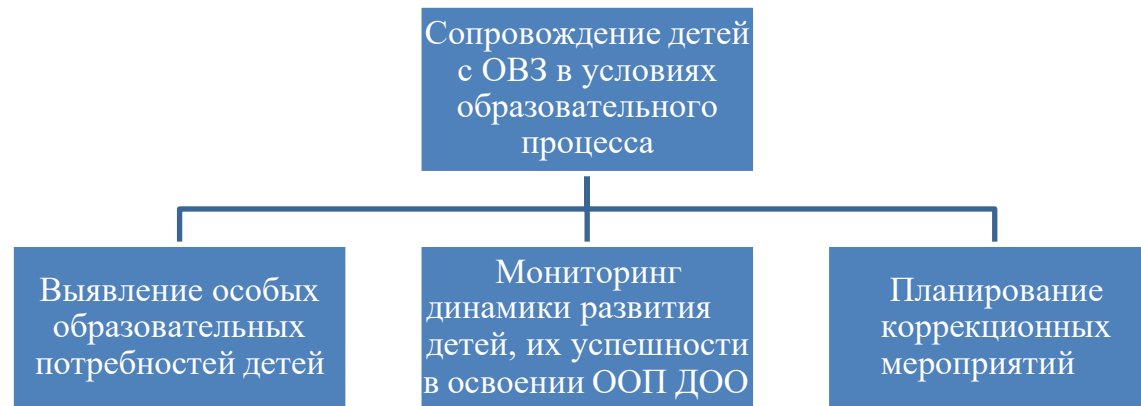 Сопровождение детей
с ОВЗ в условиях
образовательного
процесса
Выявление особых
образовательных
потребностей детей
Мониторинг
динамики развития
детей, их успешности
в освоении ООП ДОО
Планирование
коррекционных
мероприятий